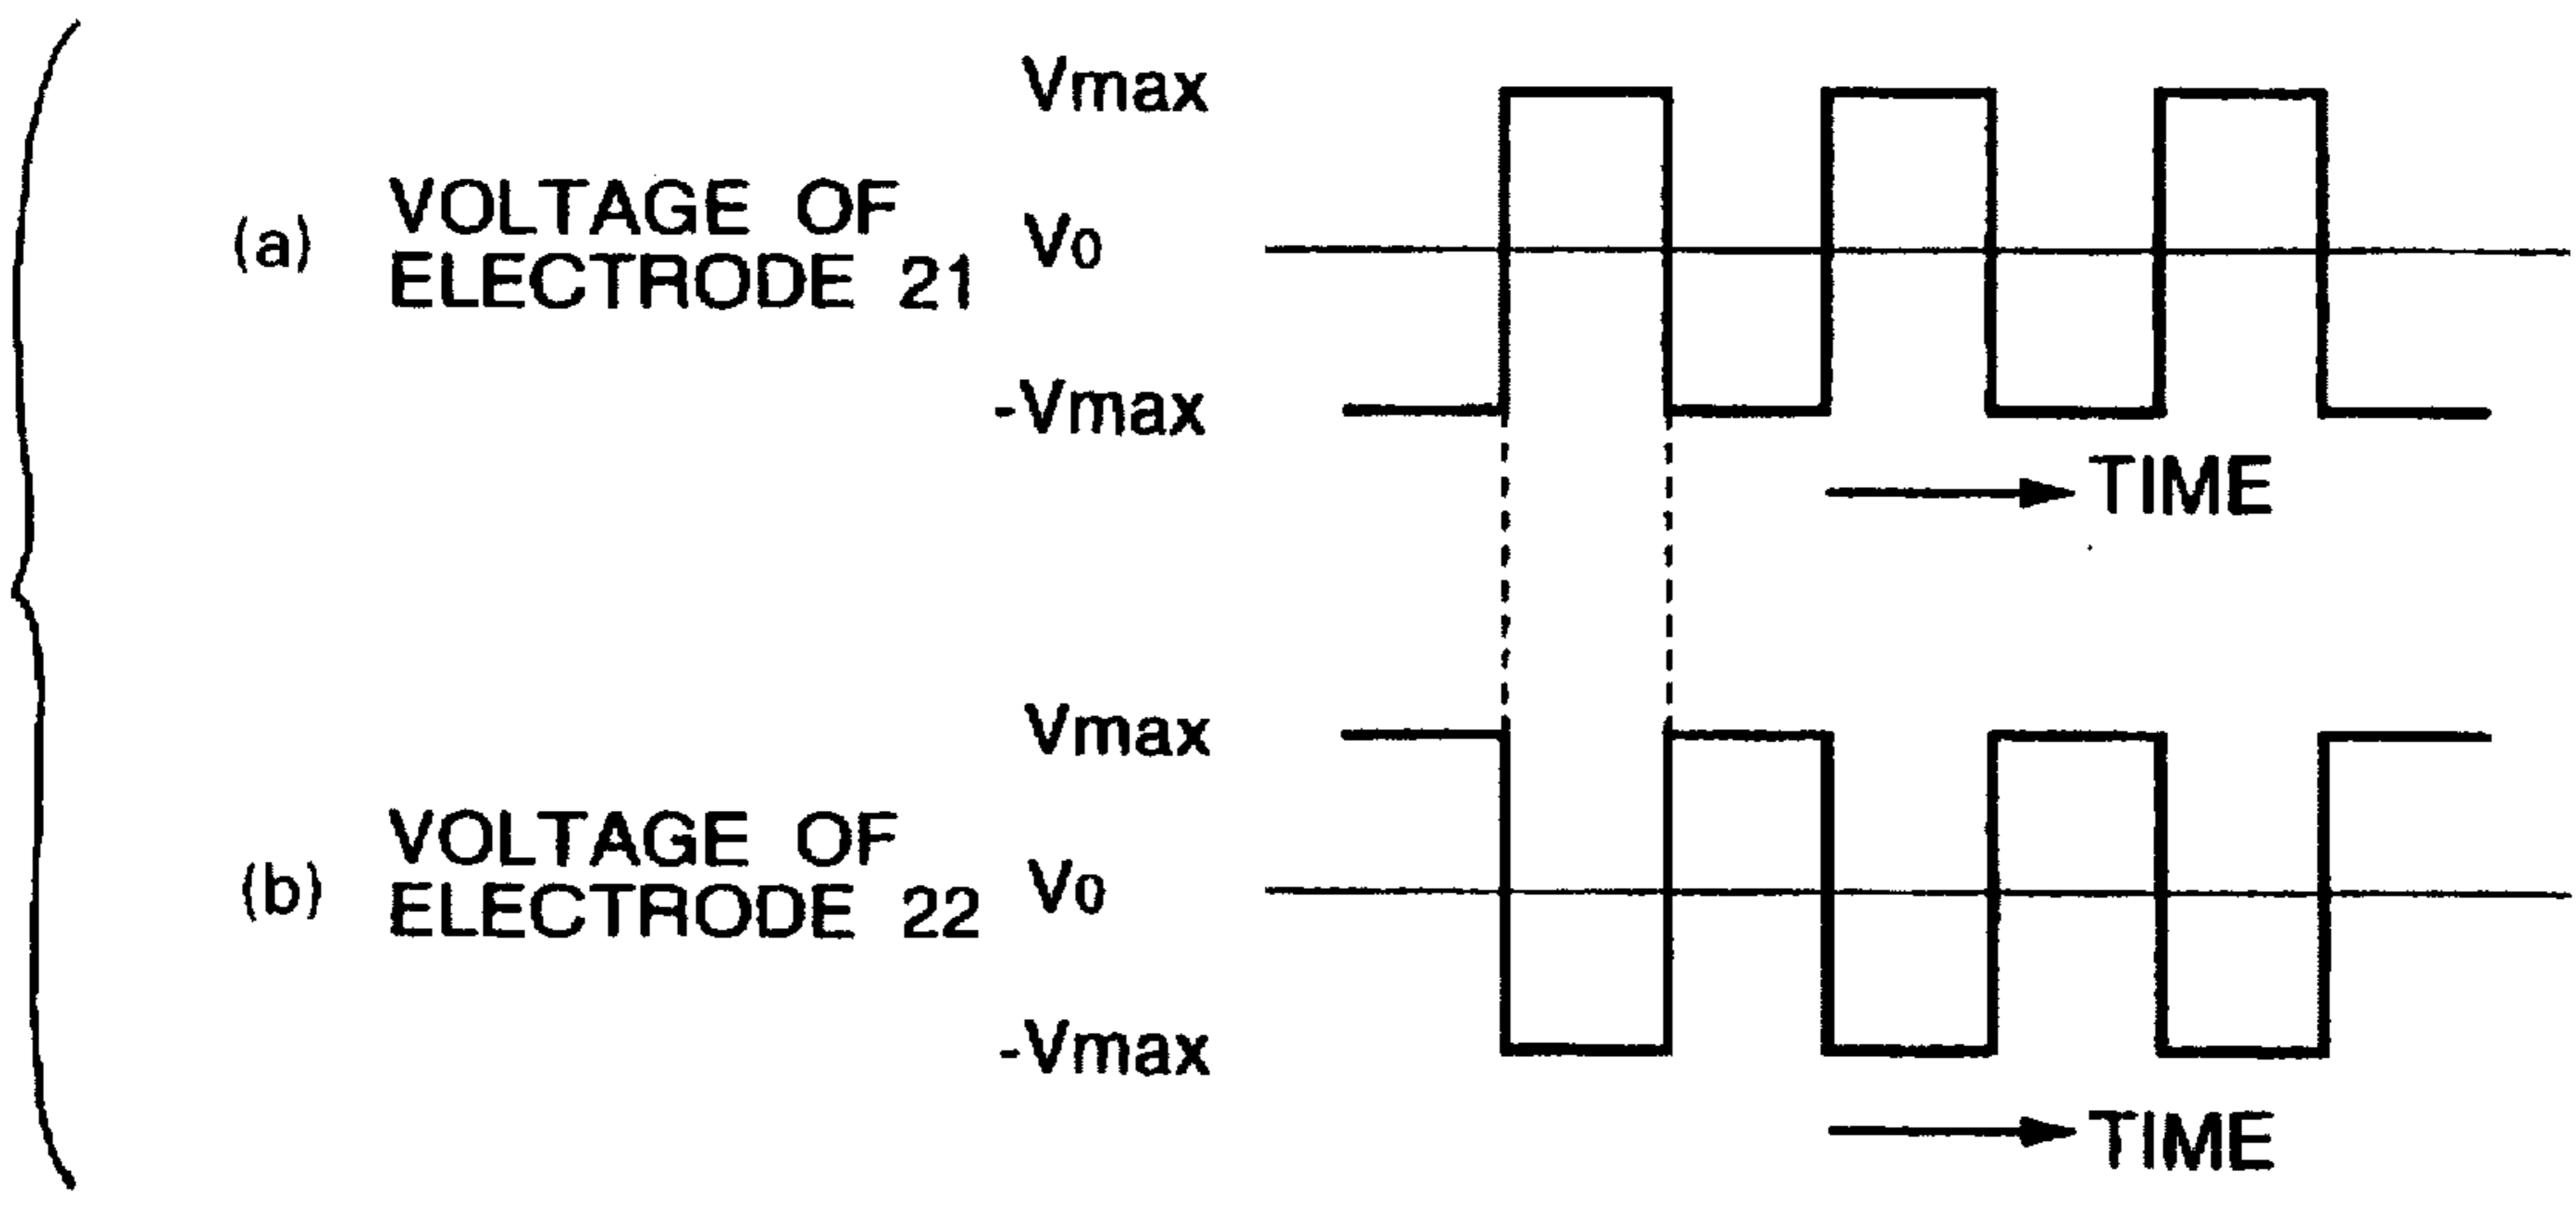 Vmax
(a) VOLTAGE OF
ELECTRODE 21
V0
-Vmax
TIME
Vmax
(b) VOLTAGE OF
ELECTRODE 22
V0
-Vmax
TIME